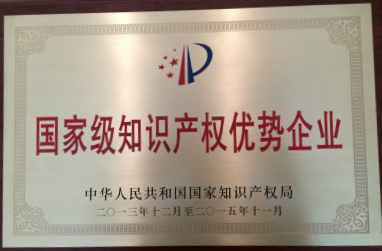 国家级知识产权优势企业
中华人民共和国国家知识产权局
二〇一三年十二月至二〇一五年十一月